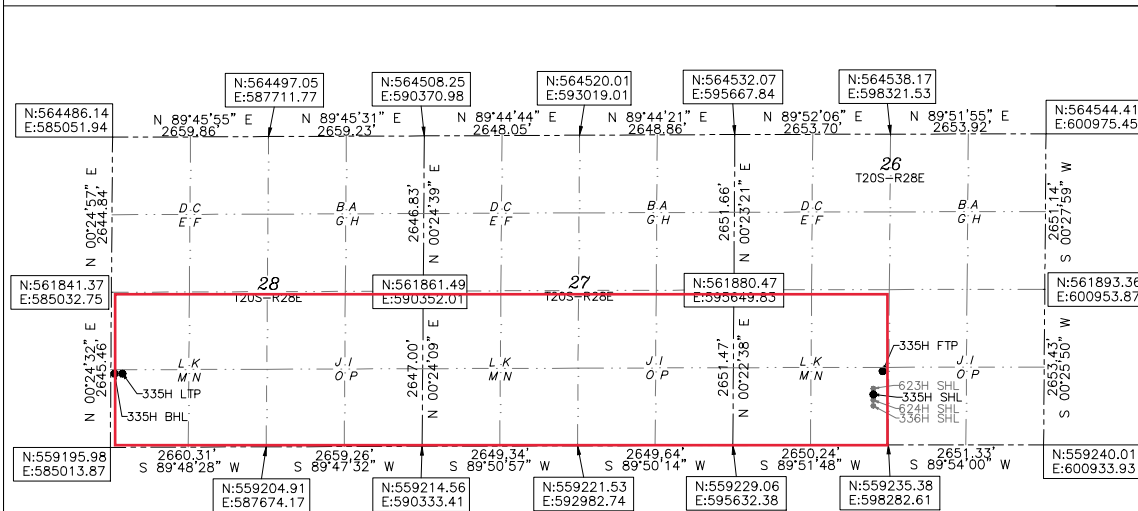 N:564486.14
E:585051.94
N:564497.05
E:587711.77
N:564508.25
E:590370.98
N:564520.01
E:593019.01
N:564532.07
E:595667.84
N:564538.17
E:598321.53
N:564544.41
E:600975.45
N 89°45'55" E
2659.86'
N 89°45'31" E
2659.23'
N 89°44'44" E
2648.05'
N 89°44'21" E
2648.86'
N 89°52'06" E
2653.70'
N 89°51'55" E
2653.92'
26
T20S-R28E
N 00°24'57" E
2644.84'
2646.83'
N 00°24'39" E
2651.66'
N 00°23'21" E
2651.14'
S 00°27'59" W
D C
E F
B A
G H
D C
E F
B A
G H
D C
E F
B A
G H
N:561841.37
E:585032.75
28
T20S-R28E
N:561861.49
E:590352.01
27
T20S-R28E
N:561880.47
E:595649.83
N:561893.36
E:600953.87
N 00°24'32" E
2645.46'
2647.00'
N 00°24'09" E
2651.47'
N 00°22'38" E
2653.43'
S 00°25'50" W
L K
M N
J I
O P
L K
M N
J I
O P
L K
M N
J I
O P
335H FTP
335H LTP
335H BHL
623H SHL
335H SHL
624H SHL
336H SHL
N:559195.98
E:585013.87
2660.31'
S 89°48'28" W
2659.26'
S 89°47'32" W
2649.34'
S 89°50'57" W
2649.64'
S 89°50'14" W
2650.24'
S 89°51'48" W
2651.33'
S 89°54'00" W
N:559240.01
E:600933.93
N:559204.91
E:587674.17
N:559214.56
E:590333.41
N:559221.53
E:592982.74
N:559229.06
E:595632.38
N:559235.38
E:598282.61